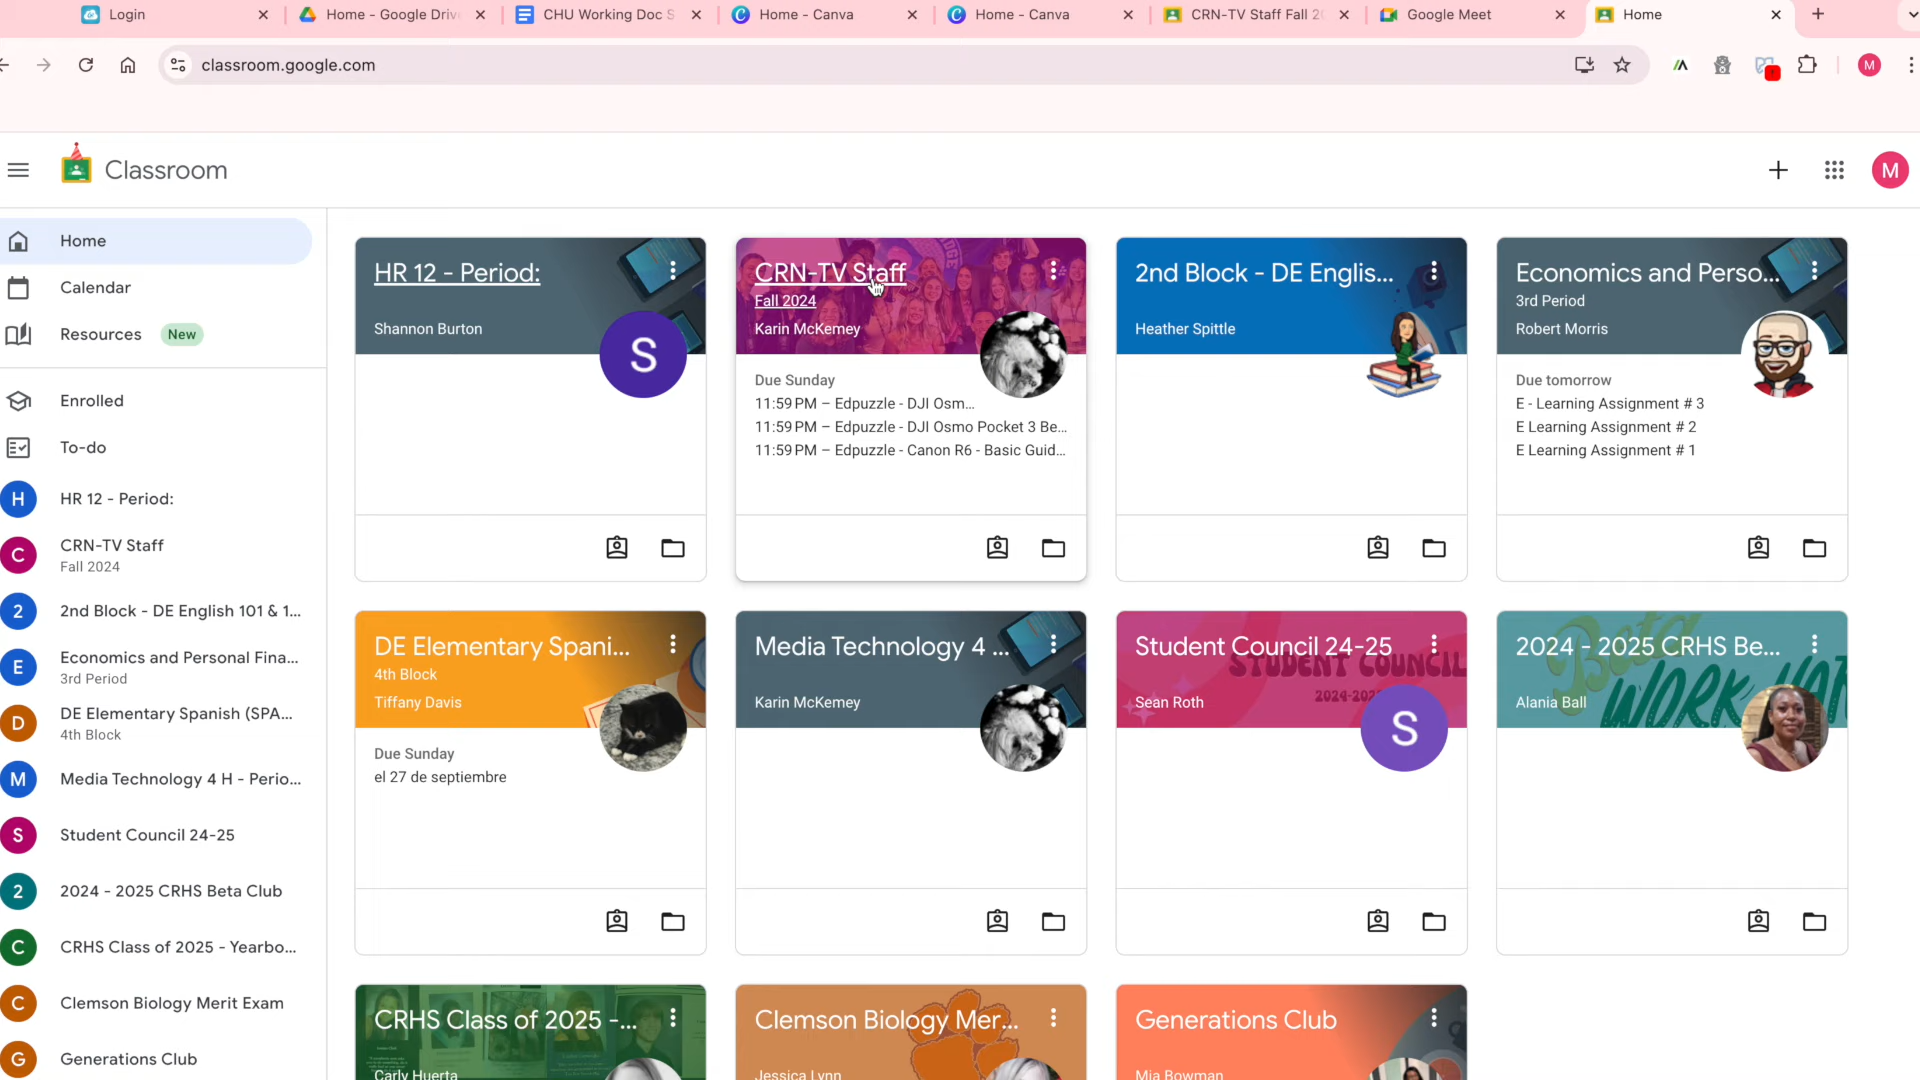 Login
Home - Google Driv
CHU Working Doc S
Home - Canva
Home - Canva
CRN-TV Staff Fall 2
Google Meet
Home
classroom.google.com
M
Classroom
M
Home
Calendar
Resources New
Enrolled
To-do
H HR 12 - Period:
C CRN-TV Staff
Fall 2024
2 2nd Block - DE English 101 & 1...
E Economics and Personal Fina...
3rd Period
D DE Elementary Spanish (SPA...
4th Block
M Media Technology 4 H - Perio...
S Student Council 24-25
2 2024 - 2025 CRHS Beta Club
C CRHS Class of 2025 - Yearbo...
C Clemson Biology Merit Exam
G Generations Club
HR 12 - Period:
Shannon Burton
S
CRN-TV Staff
Fall 2024
Karin McKemey
Due Sunday
11:59 PM – Edpuzzle - DJI Osm...
11:59 PM – Edpuzzle - DJI Osmo Pocket 3 Be...
11:59 PM – Edpuzzle - Canon R6 - Basic Guid...
2nd Block - DE Englis...
Heather Spittle
Economics and Perso...
3rd Period
Robert Morris
Due tomorrow
E - Learning Assignment # 3
E Learning Assignment # 2
E Learning Assignment # 1
DE Elementary Spani...
4th Block
Tiffany Davis
Due Sunday
el 27 de septiembre
Media Technology 4 ...
Karin McKemey
Student Council 24-25
STUDENT COUNCIL
2024-202
Sean Roth
S
2024 - 2025 CRHS Be...
Beta
Alania Ball
CRHS Class of 2025 -...
Carly Huerta
Clemson Biology Mer...
Jessica Lynn
Generations Club
Mia Bowman